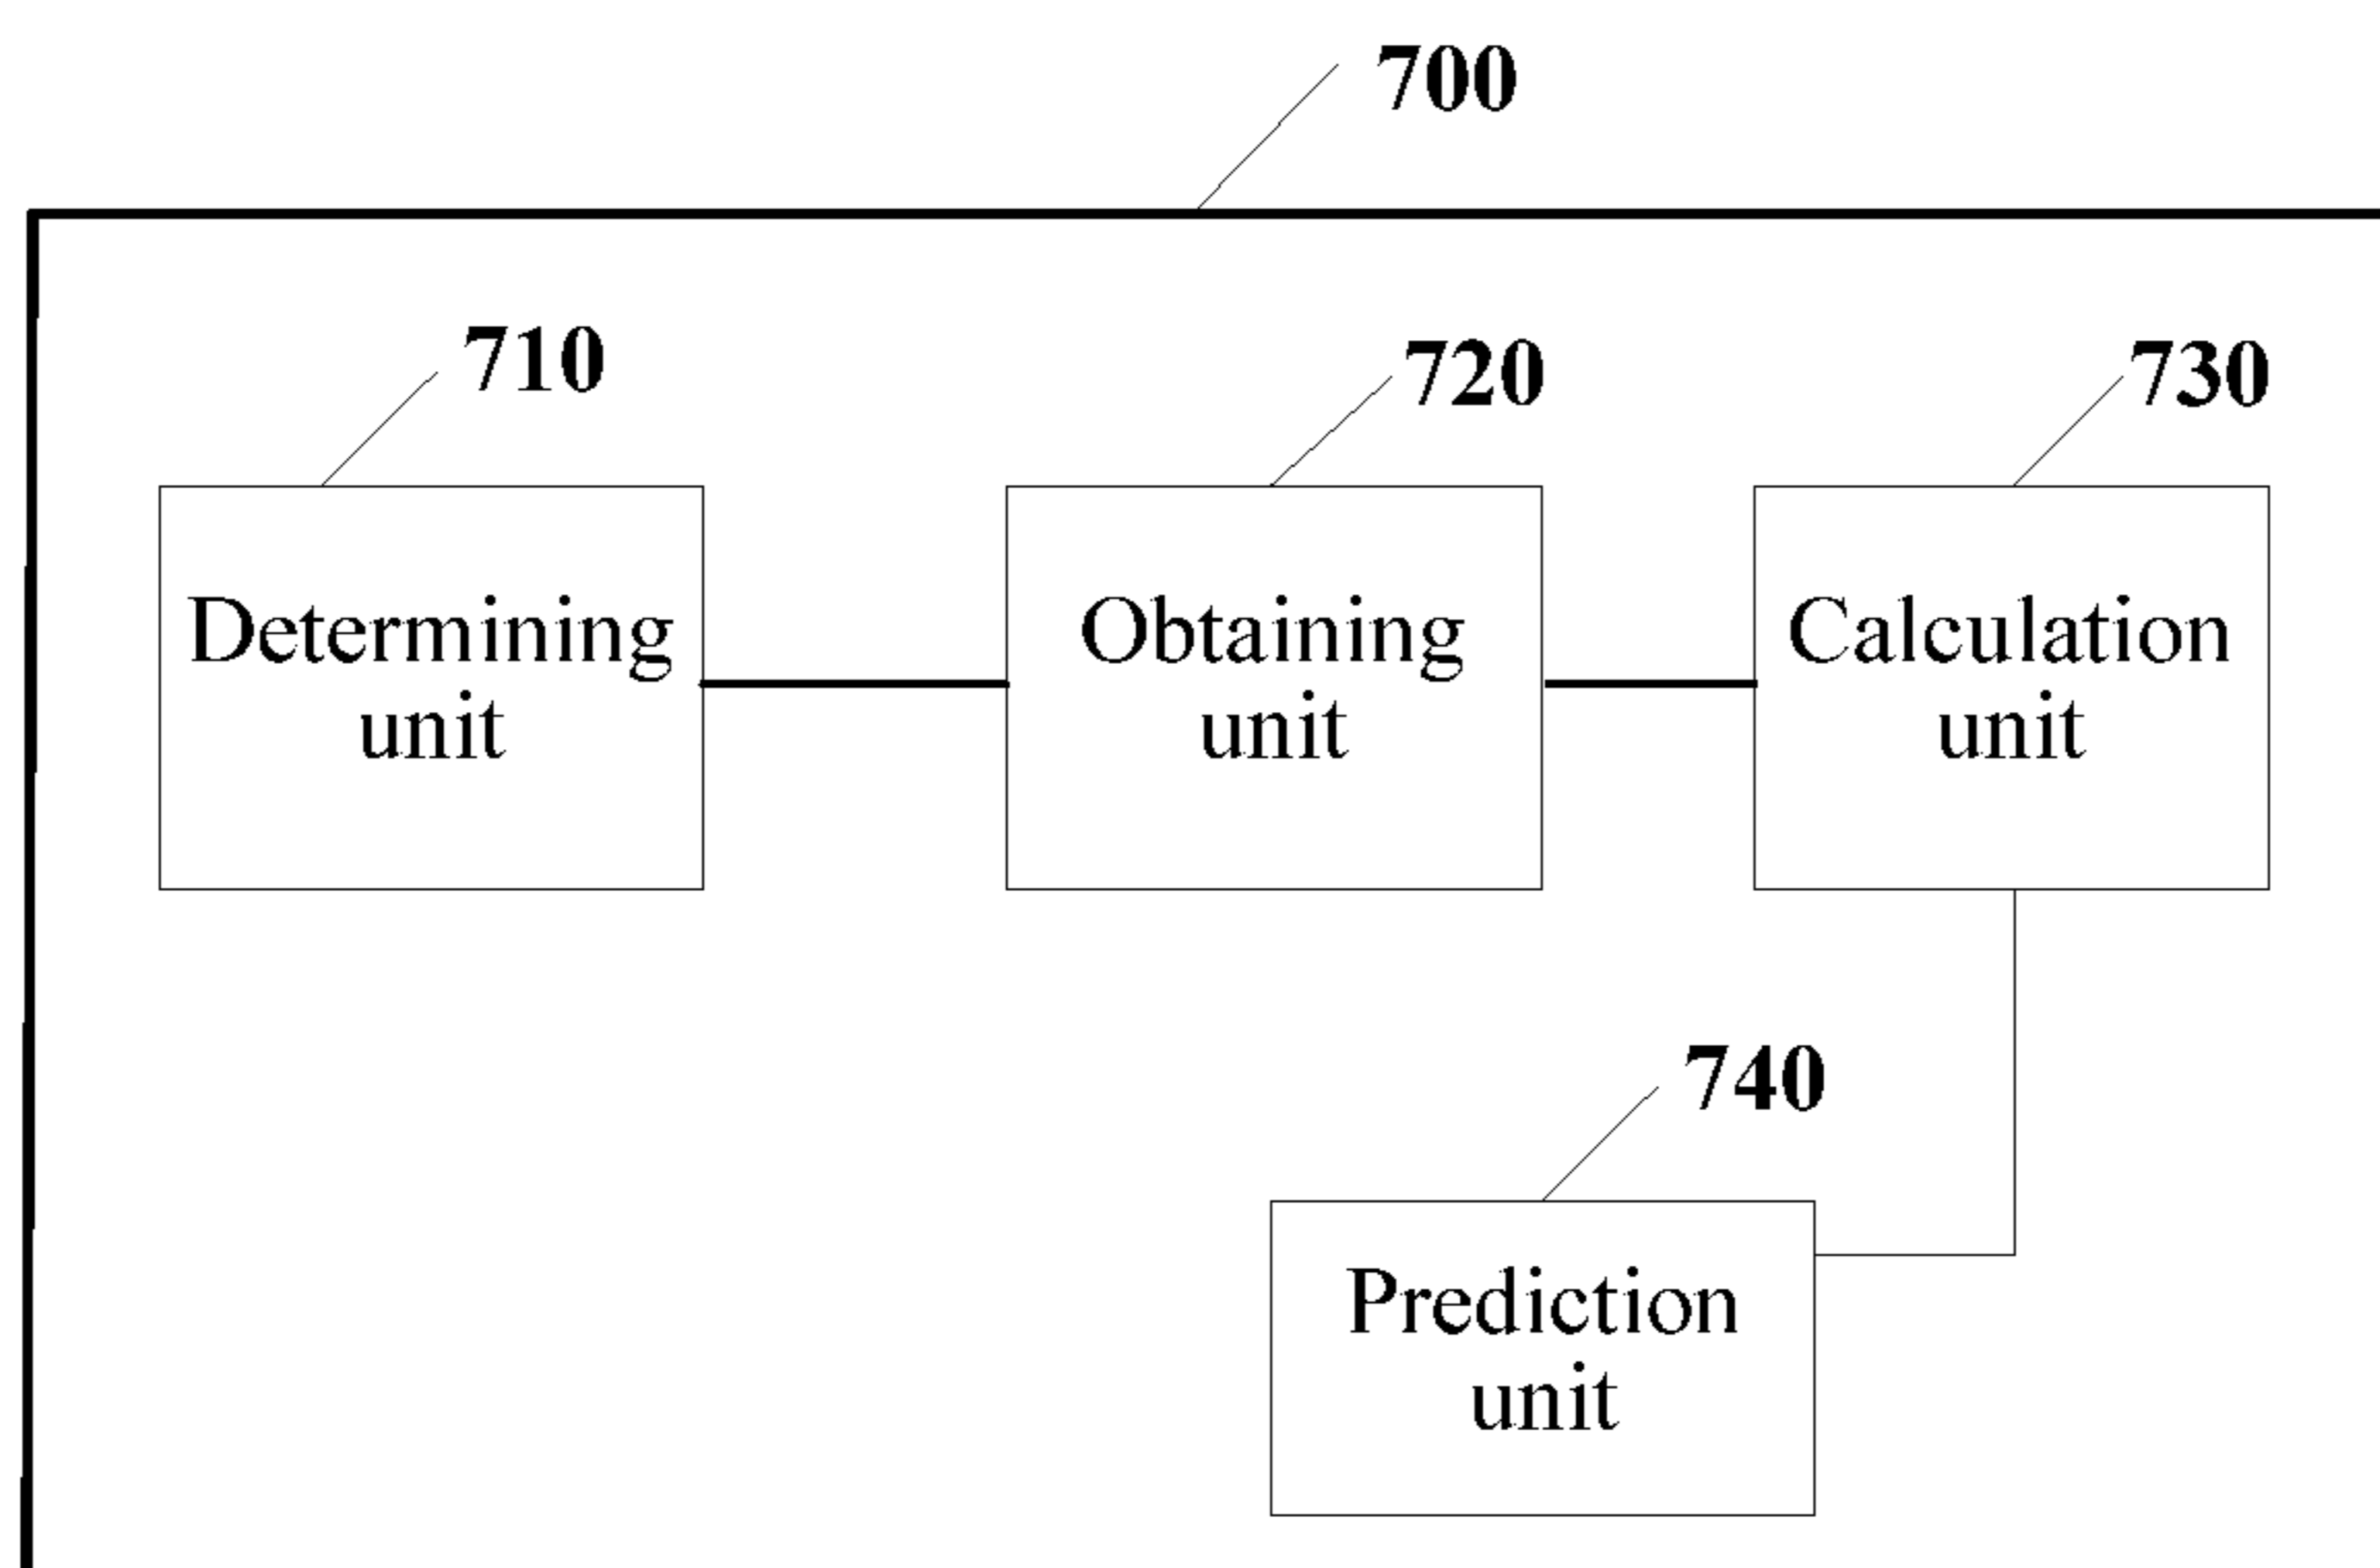 700
710
720
730
Determining
unit
Obtaining
unit
Calculation
unit
740
Prediction
unit